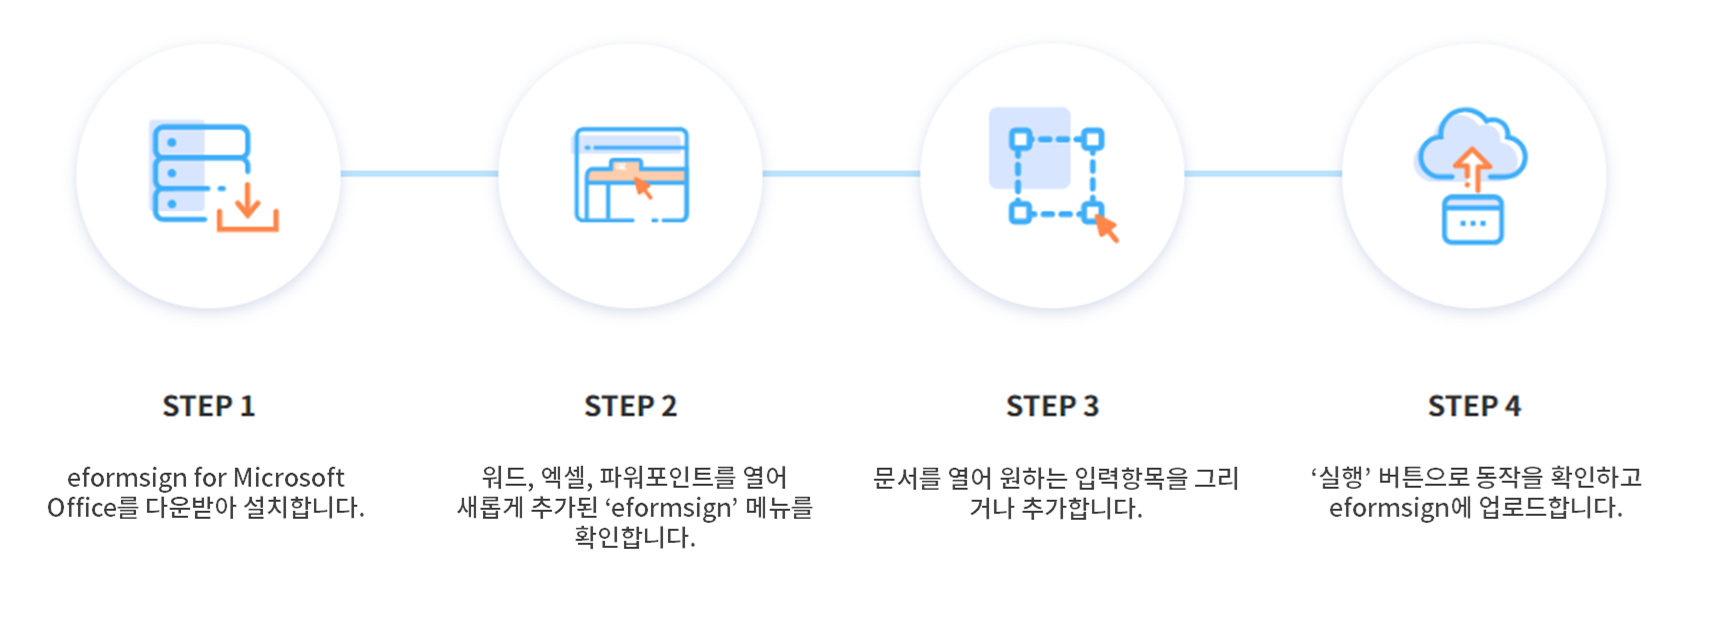 STEP 1
eformsign for Microsoft
Office를 다운받아 설치합니다.
STEP 2
워드, 엑셀, 파워포인트를 열어
새롭게 추가된 ‘eformsign’ 메뉴를
확인합니다.
STEP 3
문서를 열어 원하는 입력항목을 그리
거나 추가합니다.
STEP 4
‘실행’ 버튼으로 동작을 확인하고
eformsign에 업로드합니다.